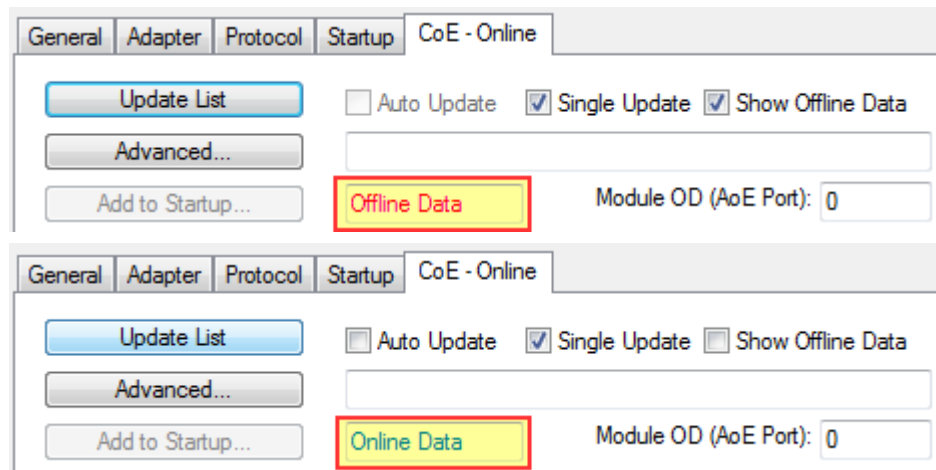 General Adapter Protocol Startup CoE - Online
Update List Auto Update Single Update Show Offline Data
Advanced...
Add to Startup... Offline Data Module OD (AoE Port): 0
General Adapter Protocol Startup CoE - Online
Update List Auto Update Single Update Show Offline Data
Advanced...
Add to Startup... Online Data Module OD (AoE Port): 0